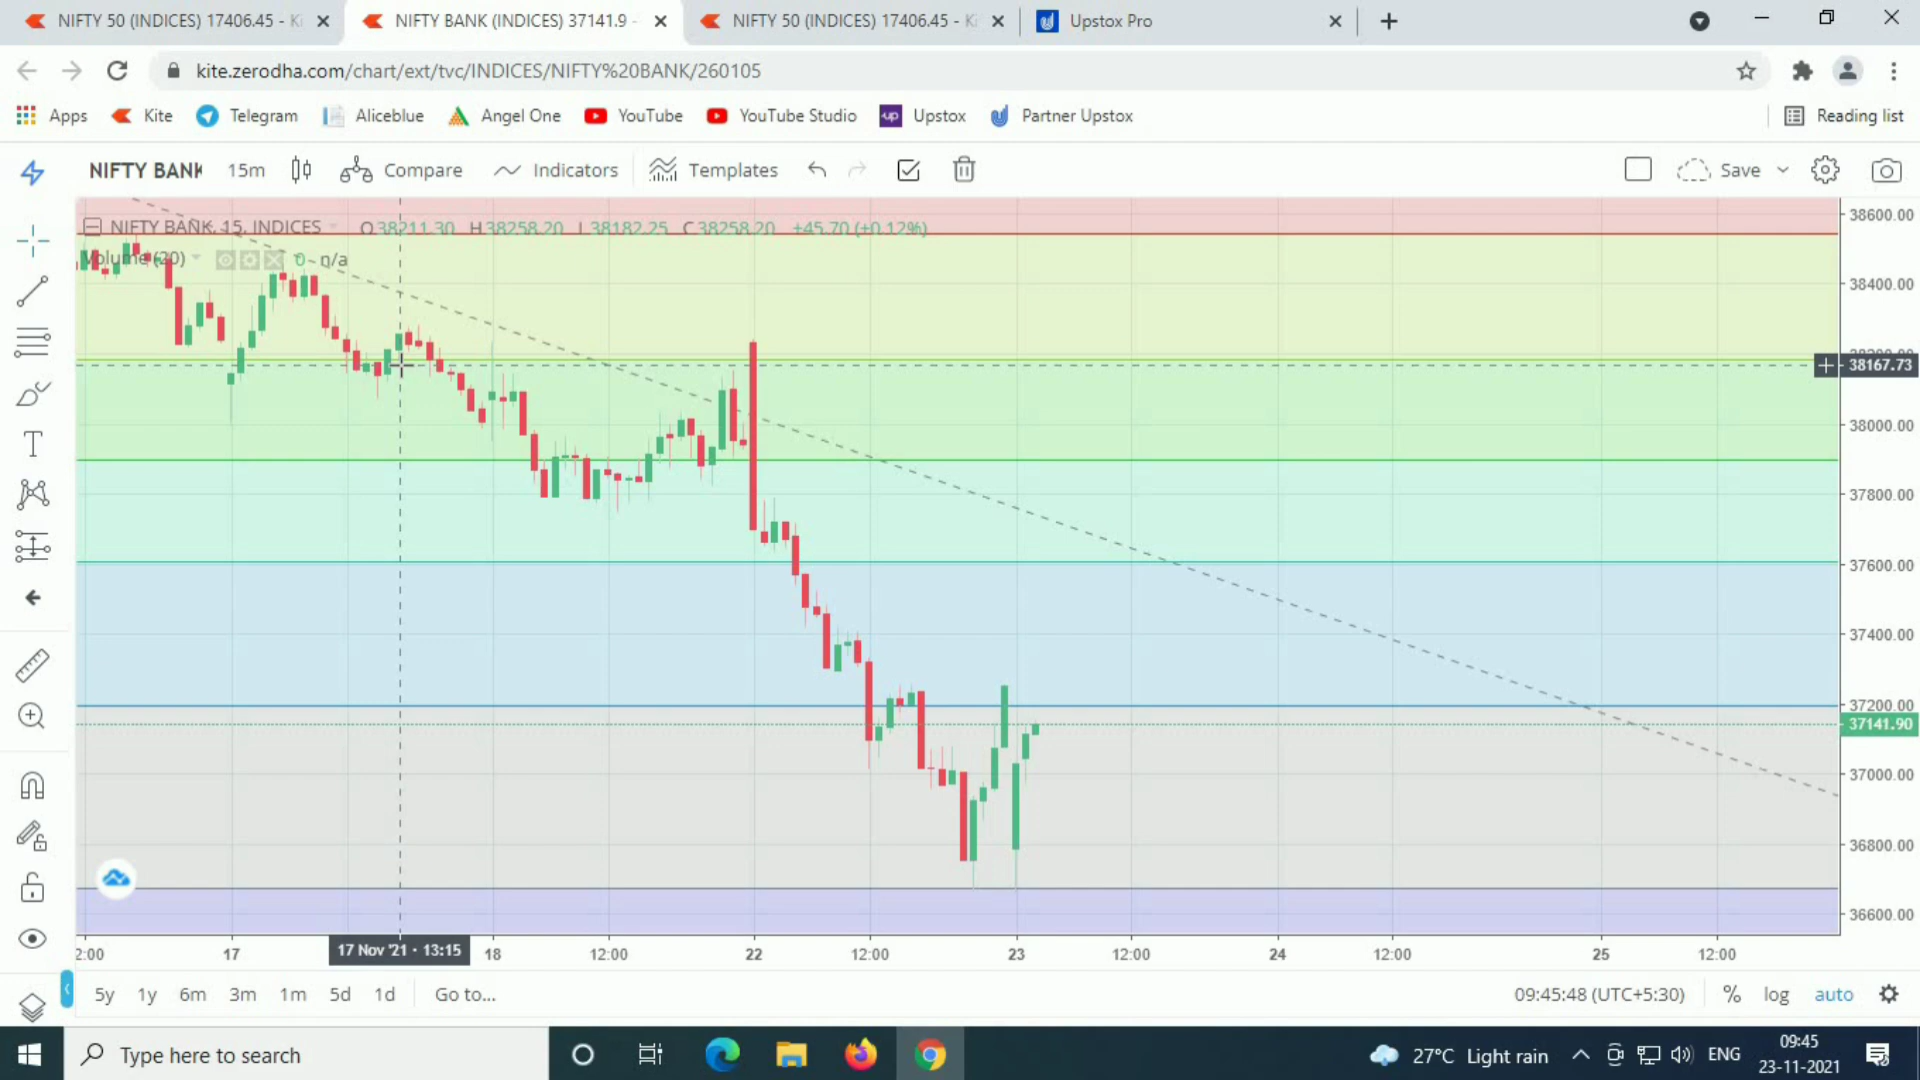 NIFTY 50 (INDICES) 17406.45 - Ki
NIFTY BANK (INDICES) 37141.9 -
NIFTY 50 (INDICES) 17406.45 - Ki
Upstox Pro
kite.zerodha.com/chart/ext/tvc/INDICES/NIFTY%20BANK/260105
Apps
Kite
Telegram
Aliceblue
Angel One
YouTube
YouTube Studio
up
Upstox
Partner Upstox
Reading list
NIFTY BANK
15m
Compare
Indicators
Templates
Save
NIFTY BANK, 15, INDICES
O38211.30 H38258.20 L38182.25 C38258.20 +45.70 (+0.12%)
Volume (20)
0 n/a
38600.00
38400.00
38167.73
38000.00
37800.00
37600.00
37400.00
37200.00
37141.90
37000.00
36800.00
36600.00
2:00
17
17 Nov '21 · 13:15
18
12:00
22
12:00
23
12:00
24
12:00
25
12:00
5y 1y 6m 3m 1m 5d 1d Go to...
09:45:48 (UTC+5:30)
% log auto
Type here to search
27°C Light rain
ENG
09:45
23-11-2021